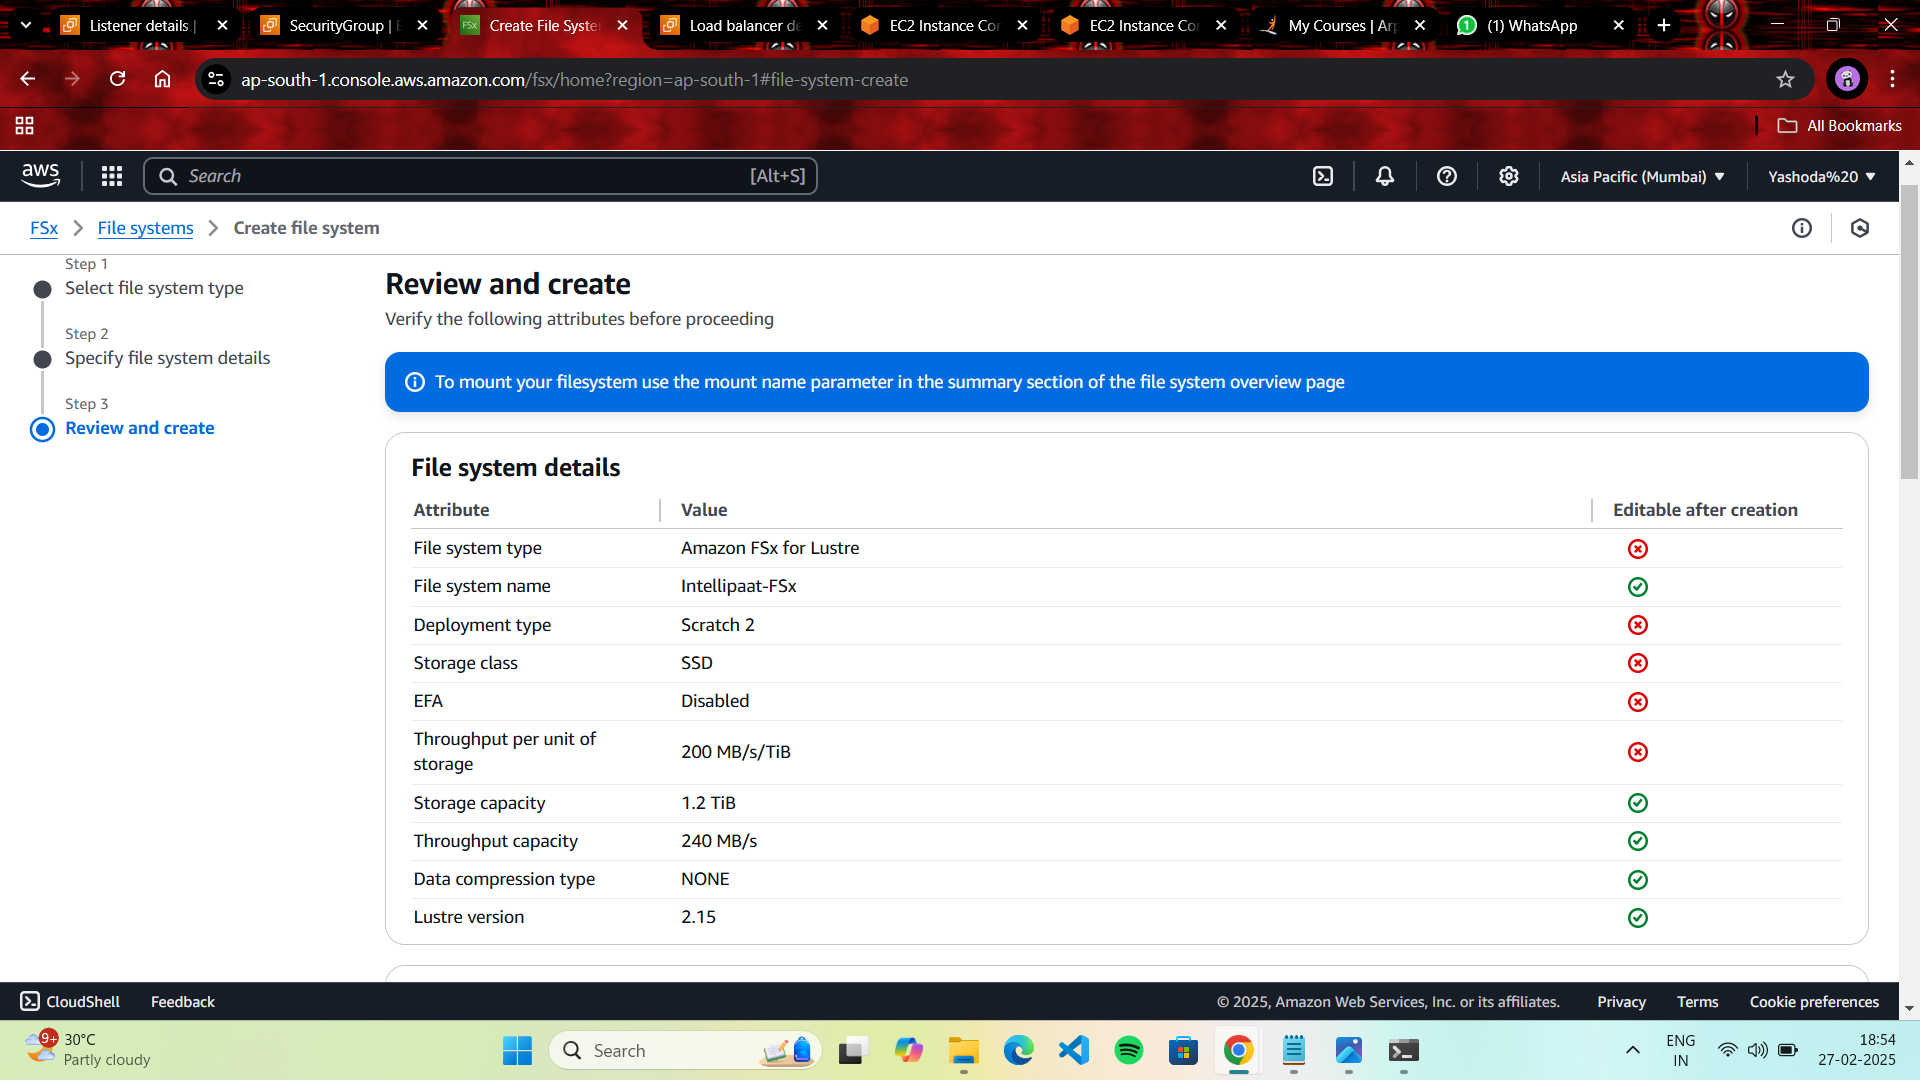 Listener details |
SecurityGroup | E
Create File Syste
Load balancer de
EC2 Instance Con
EC2 Instance Con
My Courses | Arp
(1) WhatsApp
ap-south-1.console.aws.amazon.com/fsx/home?region=ap-south-1#file-system-create
All Bookmarks
aws
Search
[Alt+S]
Asia Pacific (Mumbai)
Yashoda%20
FSx
File systems
Create file system
Step 1
Select file system type
Step 2
Specify file system details
Step 3
Review and create
Review and create
Verify the following attributes before proceeding
To mount your filesystem use the mount name parameter in the summary section of the file system overview page
File system details
Attribute Value Editable after creation
File system type Amazon FSx for Lustre
File system name Intellipaat-FSx
Deployment type Scratch 2
Storage class SSD
EFA Disabled
Throughput per unit of
storage
200 MB/s/TiB
Storage capacity 1.2 TiB
Throughput capacity 240 MB/s
Data compression type NONE
Lustre version 2.15
CloudShell Feedback © 2025, Amazon Web Services, Inc. or its affiliates. Privacy Terms Cookie preferences
9+
30°C
Partly cloudy
Search
ENG
IN
18:54
27-02-2025